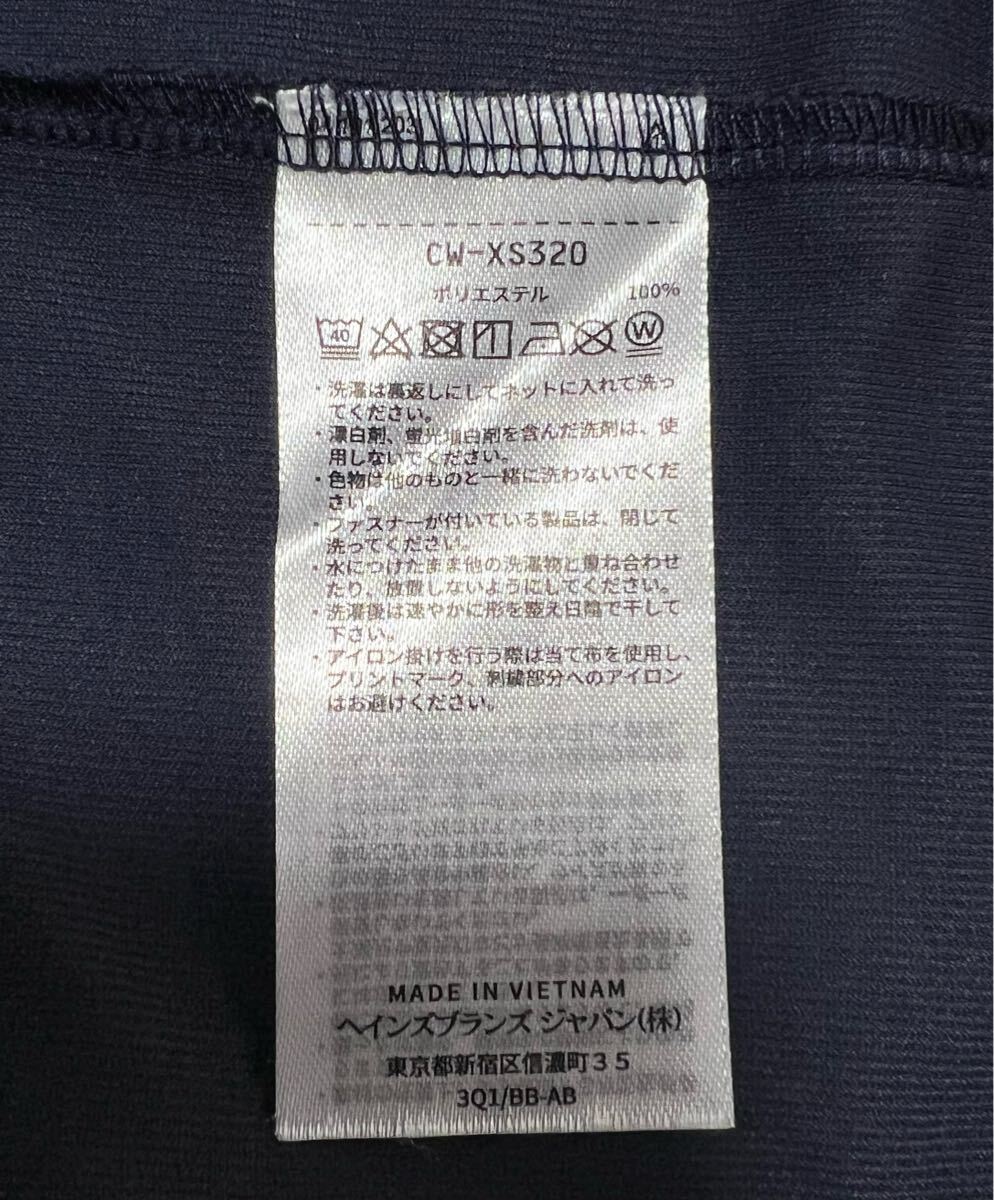 CW-XS320
ポリエステル 100%
40
W
・洗濯は裏返しにしてネットに入れて洗っ
てください。
・漂白剤、蛍光増白剤を含んだ洗剤は、使
用しないでください。
・色物は他のものと一緒に洗わないでくだ
さい。
・ファスナーが付いている製品は、閉じて
洗ってください。
・水につけたまま他の洗濯物と重ね合わせ
たり、放置しないようにしてください。
・洗濯後は速やかに形を整え日陰で干して
下さい。
・アイロン掛けを行う際は当て布を使用し、
プリントマーク、刺繍部分へのアイロン
はお避けください。
MADE IN VIETNAM
ヘインズブランズ ジャパン(株)
東京都新宿区信濃町３５
3Q1/BB-AB